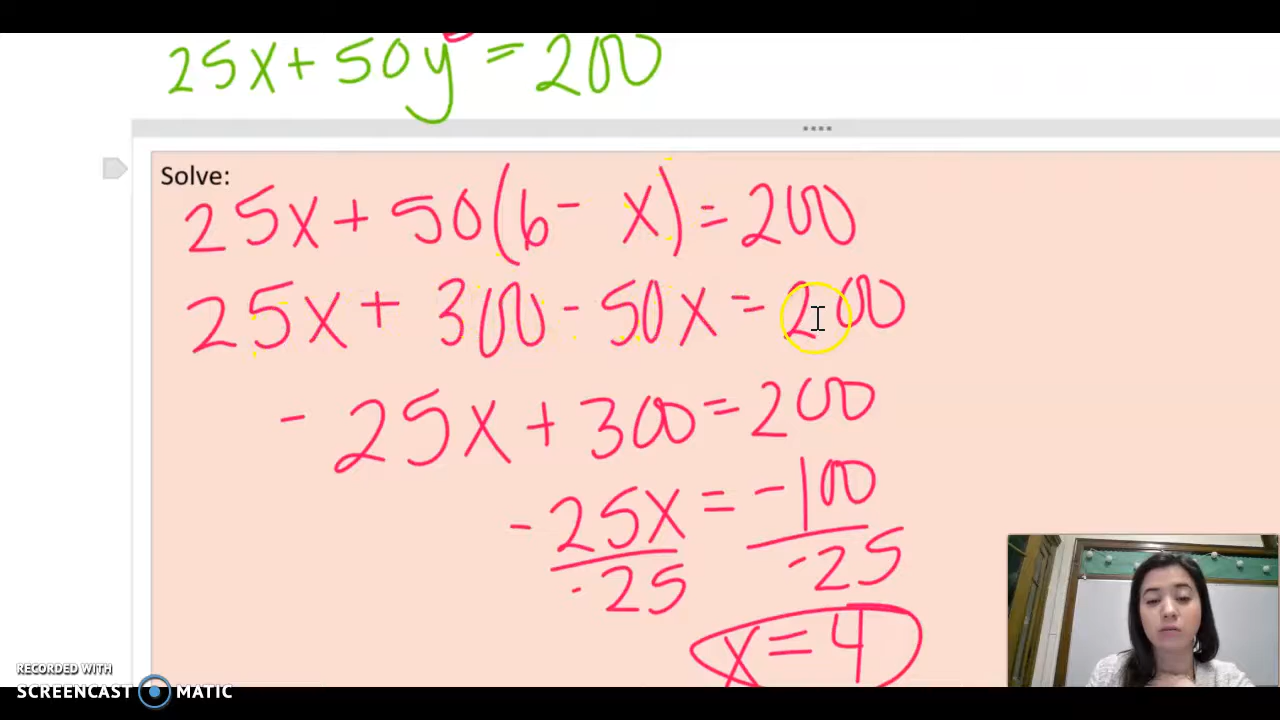 25x + 50y = 200
Solve:
25x + 50(6 - x) = 200
25x + 300 - 50x = 200
- 25x + 300 = 200
- 25x = -100
-25 -25
x = 4
RECORDED WITH
SCREENCAST MATIC